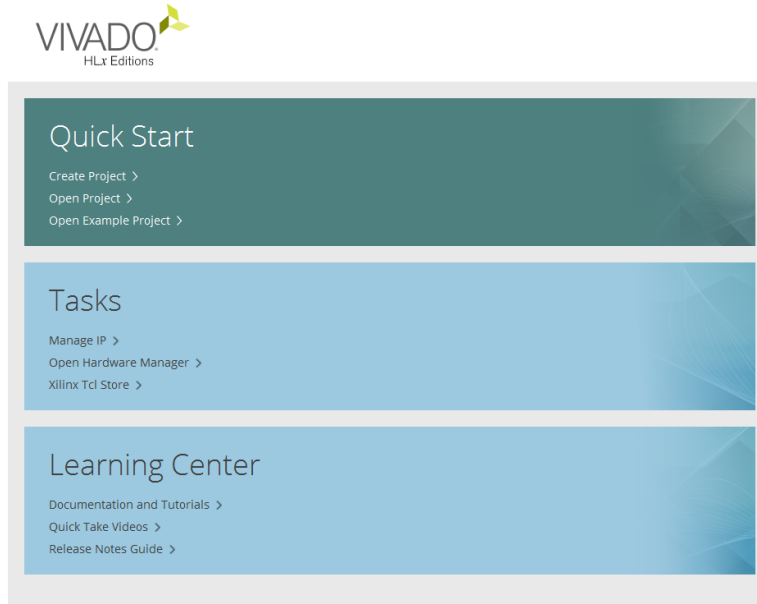 VIVADO.
HLx Editions
Quick Start
Create Project >
Open Project >
Open Example Project >
Tasks
Manage IP >
Open Hardware Manager >
Xilinx Tcl Store >
Learning Center
Documentation and Tutorials >
Quick Take Videos >
Release Notes Guide >